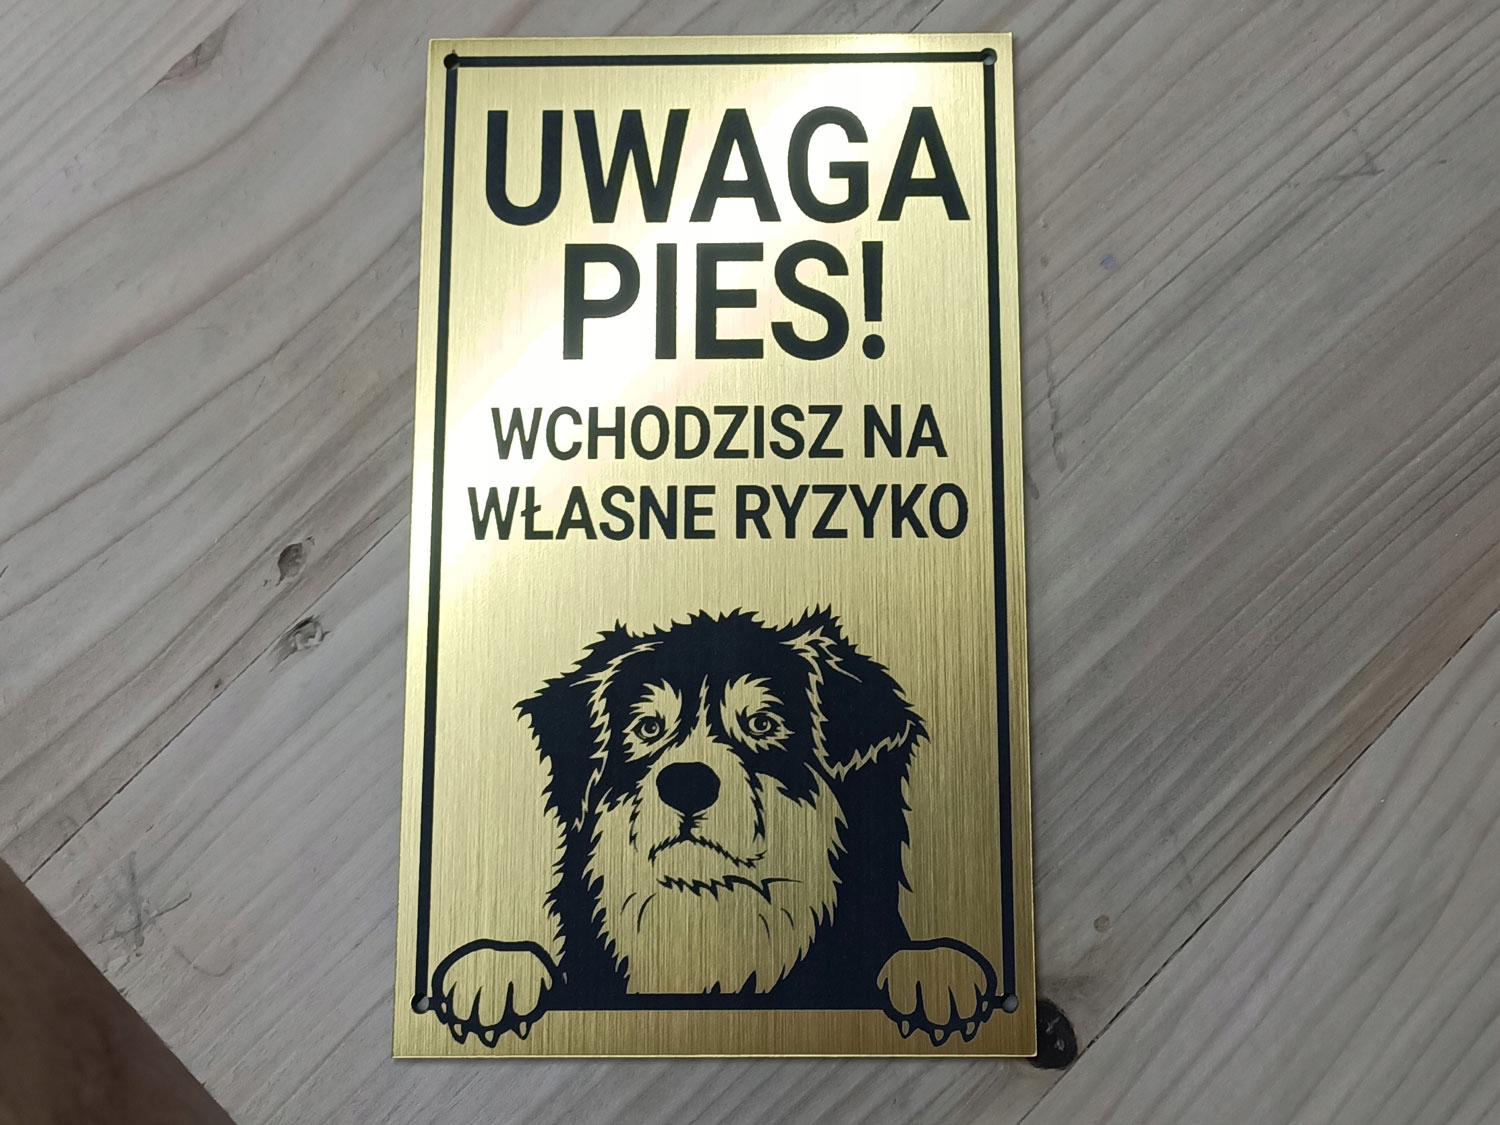 UWAGA
PIES!
WCHODZISZ NA
WŁASNE RYZYKO